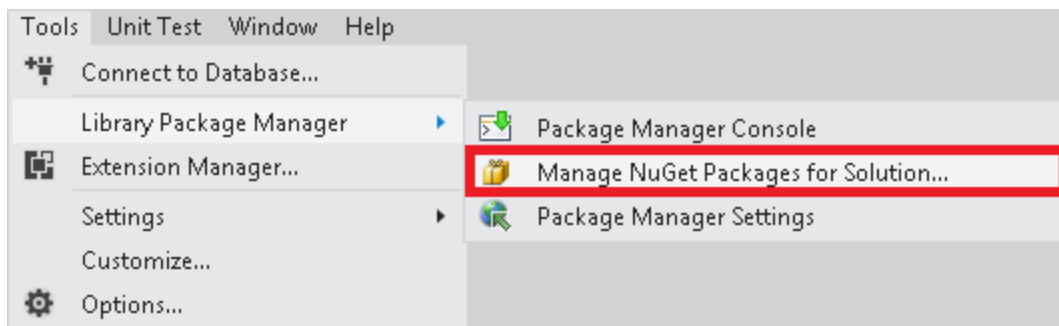 Tools Unit Test Window Help
Connect to Database...
Library Package Manager
Package Manager Console
Extension Manager...
Manage NuGet Packages for Solution...
Settings
Package Manager Settings
Customize...
Options...